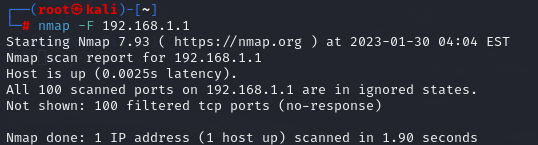 ┌──(root㉿kali)-[~]
└─# nmap -F 192.168.1.1
Starting Nmap 7.93 ( https://nmap.org ) at 2023-01-30 04:04 EST
Nmap scan report for 192.168.1.1
Host is up (0.0025s latency).
All 100 scanned ports on 192.168.1.1 are in ignored states.
Not shown: 100 filtered tcp ports (no-response)
Nmap done: 1 IP address (1 host up) scanned in 1.90 seconds